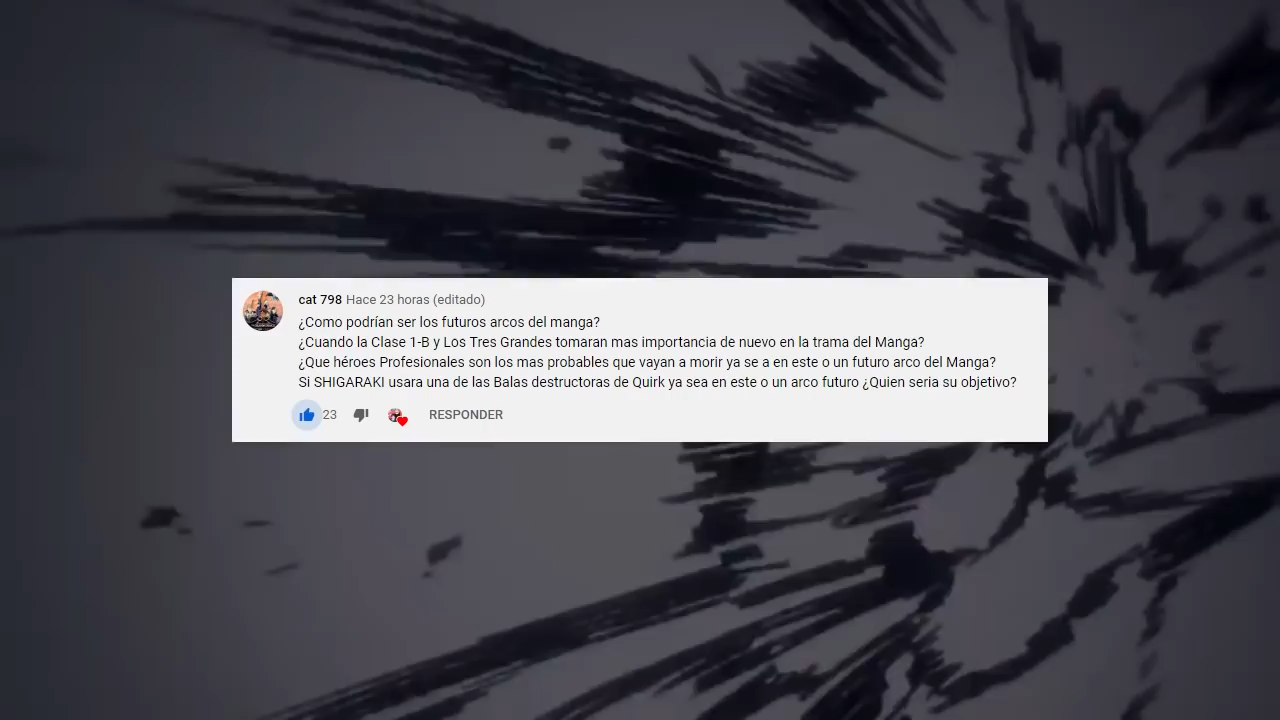 cat 798 Hace 23 horas (editado)
¿Como podrían ser los futuros arcos del manga?
¿Cuando la Clase 1-B y Los Tres Grandes tomaran mas importancia de nuevo en la trama del Manga?
¿Que héroes Profesionales son los mas probables que vayan a morir ya se a en este o un futuro arco del Manga?
Si SHIGARAKI usara una de las Balas destructoras de Quirk ya sea en este o un arco futuro ¿Quien seria su objetivo?
23 RESPONDER